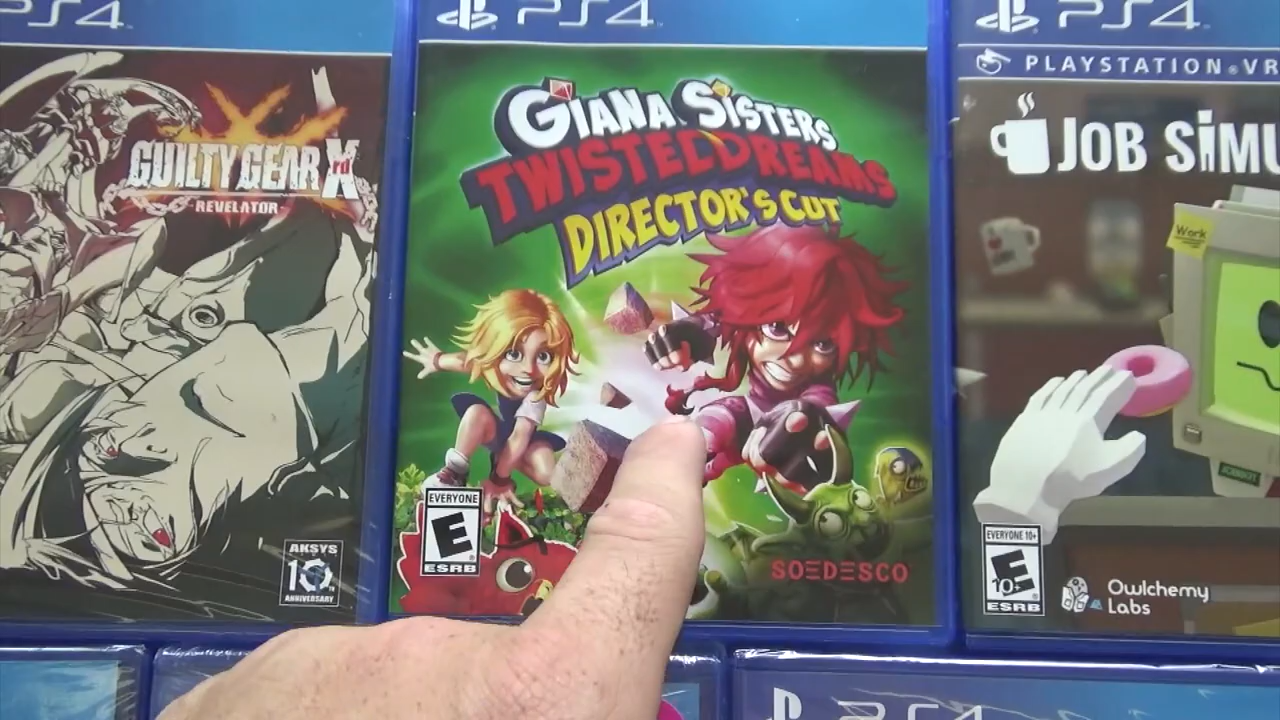 PS4
GUILTY GEAR Xrd
-REVELATOR-
AKSYS
10
ANNIVERSARY
PS4
GIANA SISTERS
TWISTED DREAMS
DIRECTOR'S CUT
EVERYONE
E
ESRB
SOEDESCO
PS4
PLAYSTATION®VR
JOB SIMU
Work
EVERYONE 10+
E
10+
ESRB
Owlchemy
Labs
PS4